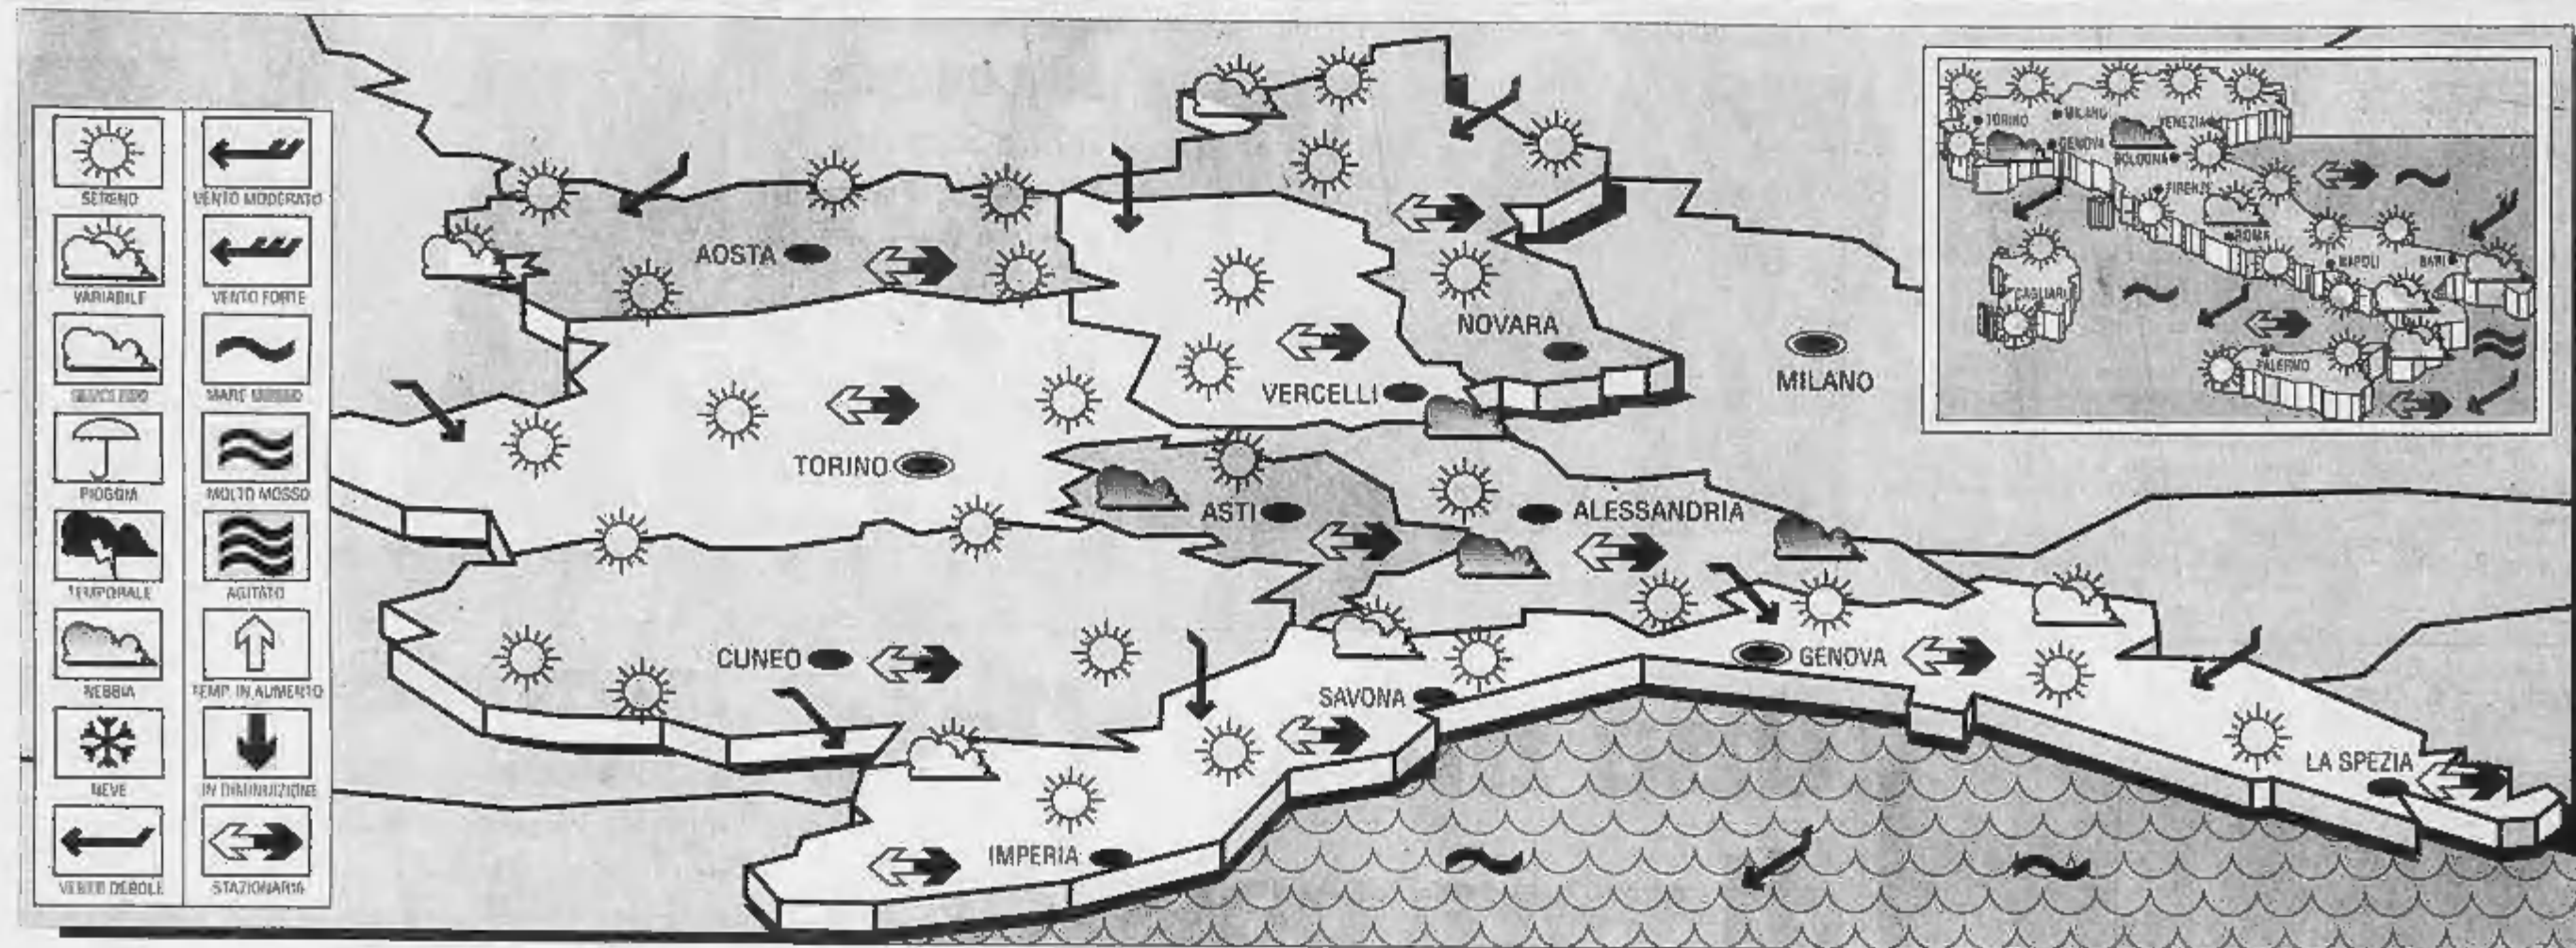 SERENO
VARIABILE
PIOGGIA
TEMPORALE
NEBBIA
NEVE
VENTO DEBOLE
VENTO MODERATO
VENTO FORTE
MARE MOSSO
MOLTO MOSSO
AGITATO
TEMP. IN AUMENTO
IN DIMINUIZIONE
STAZIONARIA
AOSTA
NOVARA
VERCELLI
MILANO
TORINO
ASTI
ALESSANDRIA
CUNEO
GENOVA
SAVONA
LA SPEZIA
IMPERIA
TORINO
MILANO
VENEZIA
GENOVA
BOLOGNA
FIRENZE
ROMA
NAPOLI
BARI
CAGLIARI
PALERMO